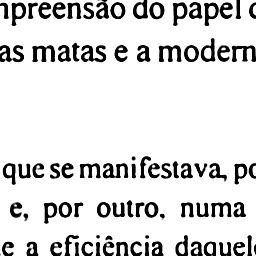 mpreensão do papel
as matas e a modern
que se manifestava, po
e, por outro, numa
e a eficiência daquel